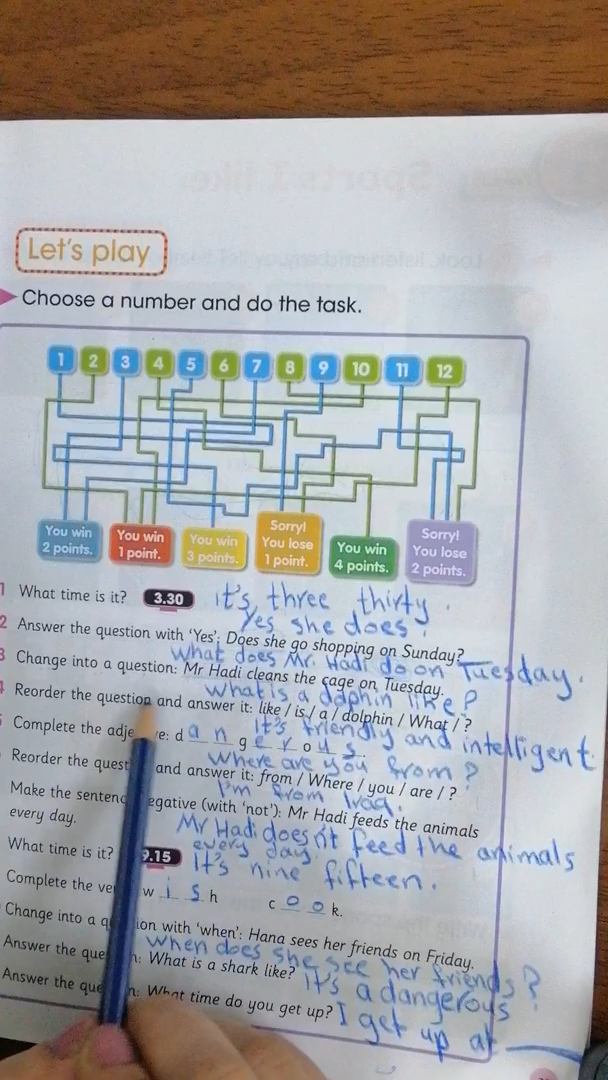 Let's play
Choose a number and do the task.
1 2 3 4 5 6 7 8 9 10 11 12
You win 2 points.
You win 1 point.
You win 3 points.
Sorry! You lose 1 point.
You win 4 points.
Sorry! You lose 2 points.
1 What time is it? 3.30 it's three thirty.
Yes she does.
2 Answer the question with 'Yes': Does she go shopping on Sunday?
What does Mr. Hadi do on Tuesday.
3 Change into a question: Mr Hadi cleans the cage on Tuesday.
what is a dophin like?
Reorder the question and answer it: like / is / a / dolphin / What / ?
It's friendly and intelligent
Complete the adje ve: d a n g e r o u s
where are you from?
Reorder the quest and answer it: from / Where / you / are / ?
I'm from Iraq.
Make the sentenc egative (with 'not'): Mr Hadi feeds the animals
every day.
Mr Hadi doesn't feed the animals
every day.
What time is it? 9.15 It's nine fifteen.
Complete the ve w i s h c o o k.
Change into a q ion with 'when': Hana sees her friends on Friday.
when does she see her friends?
Answer the que n: What is a shark like? It's a dangerous
Answer the que n: What time do you get up? I get up at